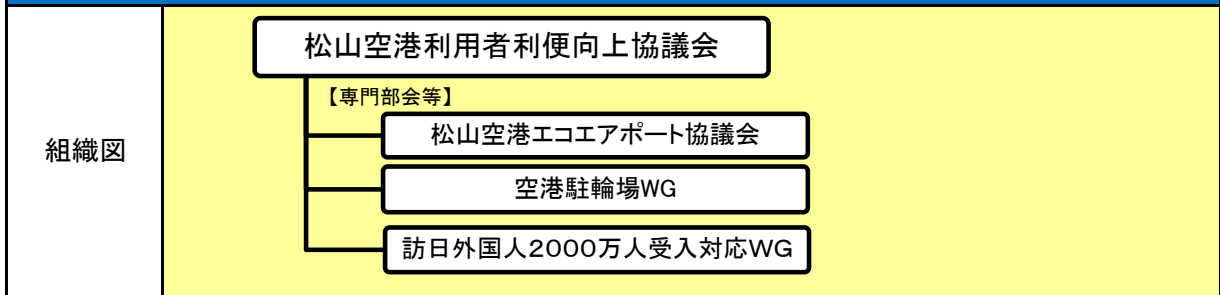 組織図
松山空港利用者利便向上協議会
【専門部会等】
松山空港エコエアポート協議会
空港駐輪場WG
訪日外国人2000万人受入対応WG